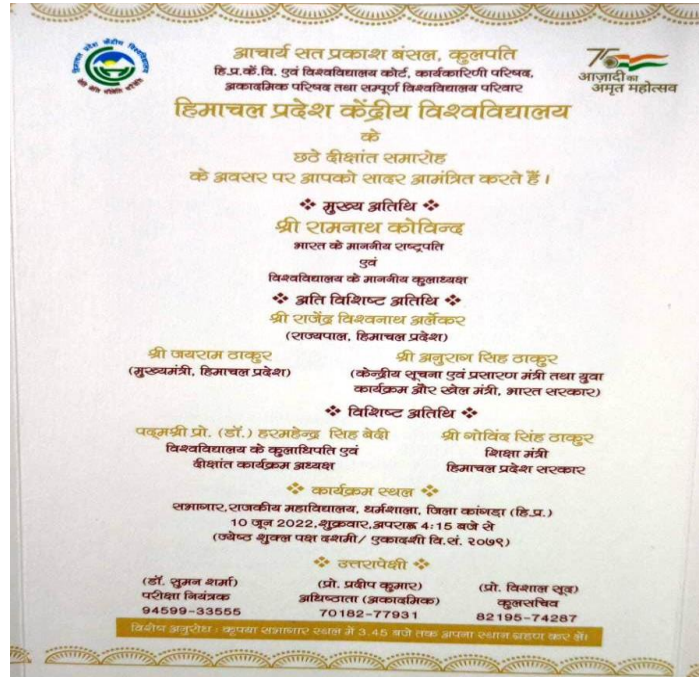 हिमाचल प्रदेश केंद्रीय विश्वविद्यालय
आज़ादी का
अमृत महोत्सव
आचार्य सत प्रकाश बंसल, कुलपति
हि.प्र.कें.वि. एवं विश्वविद्यालय कोर्ट, कार्यकारिणी परिषद,
अकादमिक परिषद तथा सम्पूर्ण विश्वविद्यालय परिवार
हिमाचल प्रदेश केंद्रीय विश्वविद्यालय
के
छठे दीक्षांत समारोह
के अवसर पर आपको सादर आमंत्रित करते हैं।
❖ मुख्य अतिथि ❖
श्री रामनाथ कोविन्द
भारत के माननीय राष्ट्रपति
एवं
विश्वविद्यालय के माननीय कुलाध्यक्ष
❖ अति विशिष्ट अतिथि ❖
श्री राजेंद्र विश्वनाथ अर्लेकर
(राज्यपाल, हिमाचल प्रदेश)
श्री जयराम ठाकुर
(मुख्यमंत्री, हिमाचल प्रदेश)
श्री अनुराग सिंह ठाकुर
(केन्द्रीय सूचना एवं प्रसारण मंत्री तथा युवा
कार्यक्रम और खेल मंत्री, भारत सरकार)
❖ विशिष्ट अतिथि ❖
पद्मश्री प्रो. (डॉ.) हरमहेन्द्र सिंह बेदी
विश्वविद्यालय के कुलाधिपति एवं
दीक्षांत कार्यक्रम अध्यक्ष
श्री गोविंद सिंह ठाकुर
शिक्षा मंत्री
हिमाचल प्रदेश सरकार
❖ कार्यक्रम स्थल ❖
सभागार,राजकीय महाविद्यालय, धर्मशाला, जिला कांगड़ा (हि.प्र.)
10 जून 2022,शुक्रवार,अपराह्न 4:15 बजे से
(ज्येष्ठ शुक्ल पक्ष दशमी/ एकादशी वि.सं. २०७९)
❖ उत्तरापेक्षी ❖
(डॉ. सुमन शर्मा)
परीक्षा नियंत्रक
94599-33555
(प्रो. प्रदीप कुमार)
अधिष्ठाता (अकादमिक)
70182-77931
(प्रो. विशाल सूद)
कुलसचिव
82195-74287
विशेष अनुरोध : कृपया सभागार स्थल में 3.45 बजे तक अपना स्थान ग्रहण कर लें।